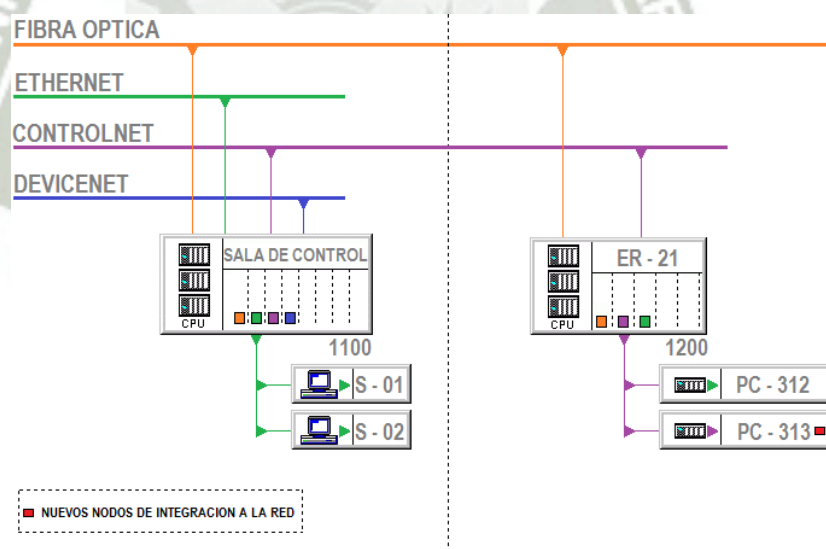 FIBRA OPTICA
ETHERNET
CONTROLNET
DEVICENET
SALA DE CONTROL
CPU
1100
S - 01
S - 02
ER - 21
CPU
1200
PC - 312
PC - 313
NUEVOS NODOS DE INTEGRACION A LA RED